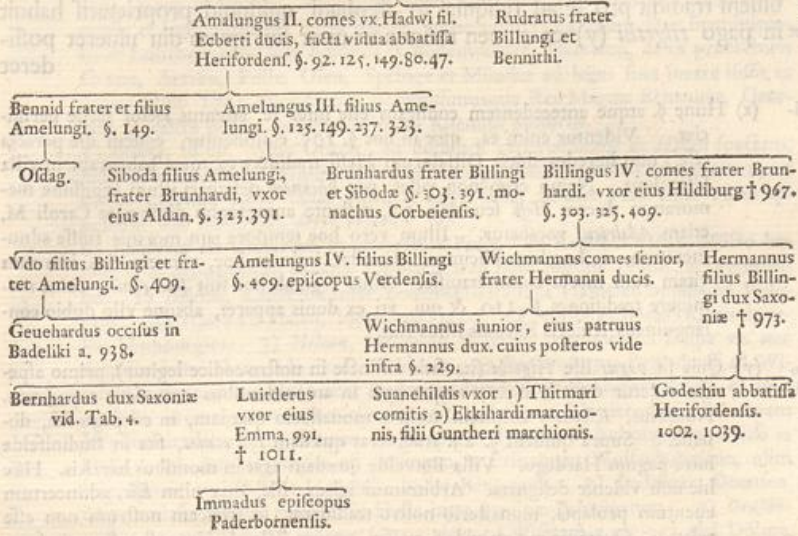 Amalungus II. comes vx. Hadwi fil.
Ecberti ducis, facta vidua abbatiſſa
Herifordenſ. §. 92. 125. 149. 80. 47.
Rudratus frater
Billungi et
Bennithi.
Bennid frater et filius
Amelungi. §. 149.
Amelungus III. filius Ame-
lungi. §. 125. 149. 237. 323.
Oſdag.
Siboda filius Amelungi,
frater Brunhardi, vxor
eius Aldan. §. 323. 391.
Brunhardus frater Billingi
et Sibodæ §. 303. 391. mo-
nachus Corbeienſis.
Billingus IV. comes frater Brun-
hardi. vxor eius Hildiburg † 967.
§. 303. 325. 409.
Vdo filius Billingi et fra-
ter Amelungi. §. 409.
Amelungus IV. filius Billingi
§. 409. epiſcopus Verdenſis.
Wichmannus comes ſenior,
frater Hermanni ducis.
Hermannus
filius Billin-
gi dux Saxo-
niæ † 973.
Geuehardus occiſus in
Badeliki a. 938.
Wichmannus iunior, eius patruus
Hermannus dux. cuius poſteros vide
infra §. 229.
Bernhardus dux Saxoniæ
vid. Tab. 4.
Luitderus
vxor eius
Emma. 991.
† 1011.
Suanehildis vxor 1) Thitmari
comitis 2) Ekkihardi marchio-
nis, filii Guntheri marchionis.
Godeshiu abbatiſſa
Herifordenſis.
1002. 1039.
Immadus epiſcopus
Paderbornenſis.